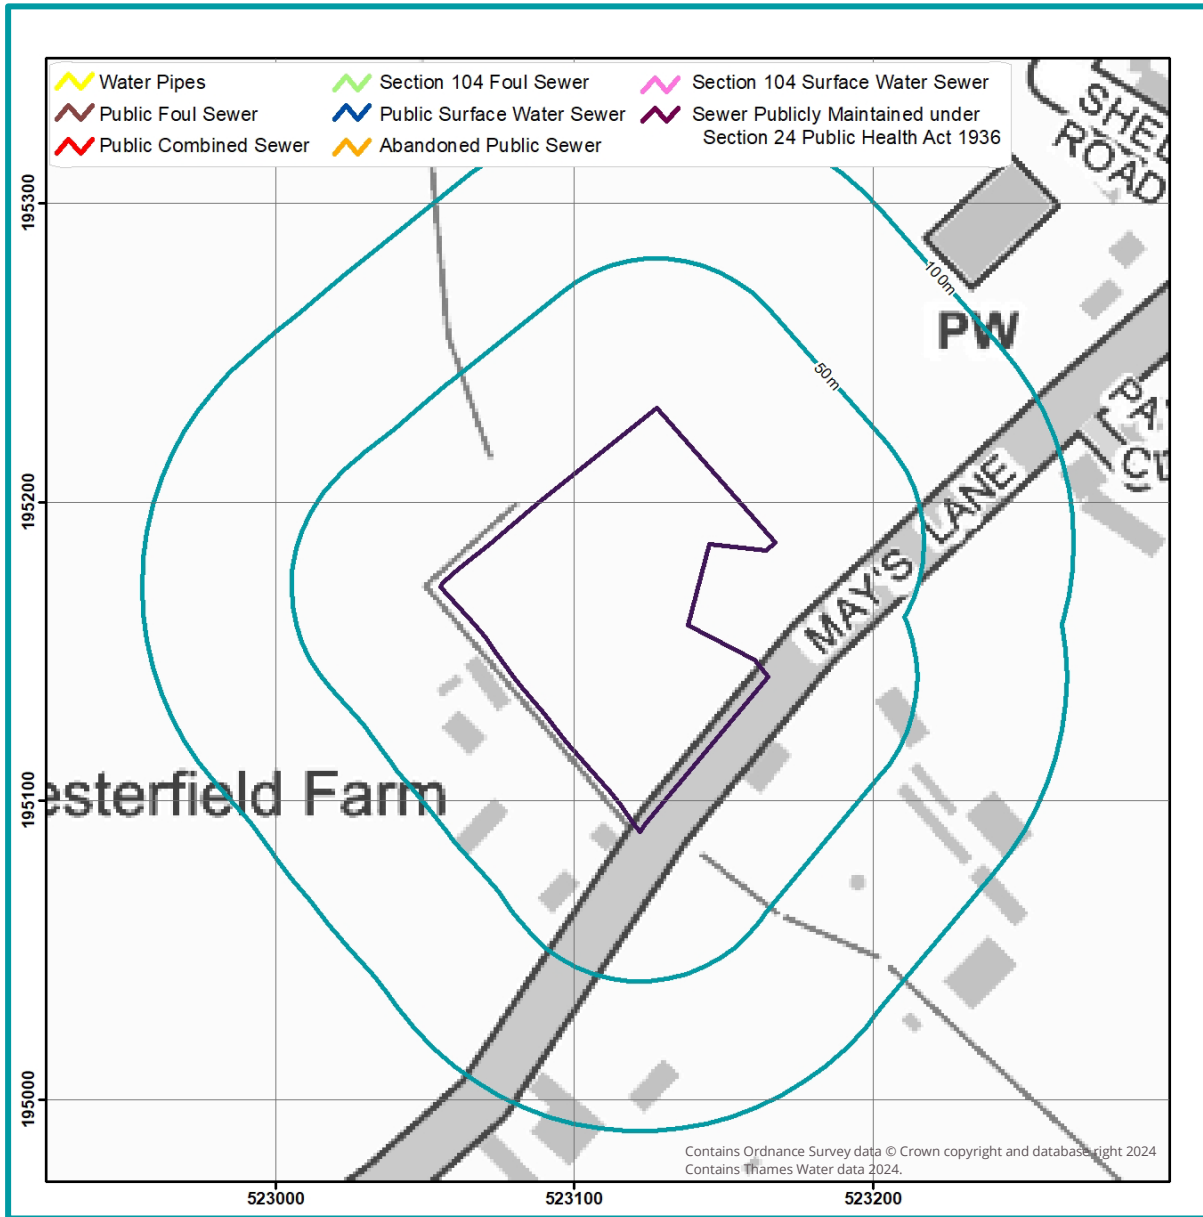 Water Pipes
Public Foul Sewer
Public Combined Sewer
Section 104 Foul Sewer
Public Surface Water Sewer
Abandoned Public Sewer
Section 104 Surface Water Sewer
Sewer Publicly Maintained under
Section 24 Public Health Act 1936
ROAD
195300
100m
PW
50m
195200
MAY'S LANE
esterfield Farm
195100
195000
Contains Ordnance Survey data © Crown copyright and database right 2024
Contains Thames Water data 2024.
523000
523100
523200